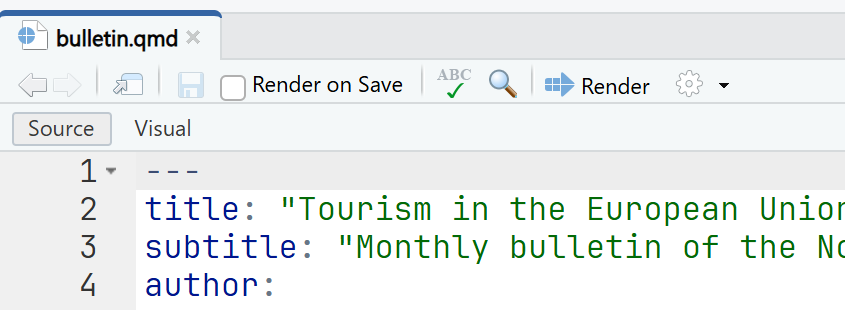 bulletin.qmd
Render on Save ABC Render
Source Visual
1 ---
2 title: "Tourism in the European Union
3 subtitle: "Monthly bulletin of the No
4 author: